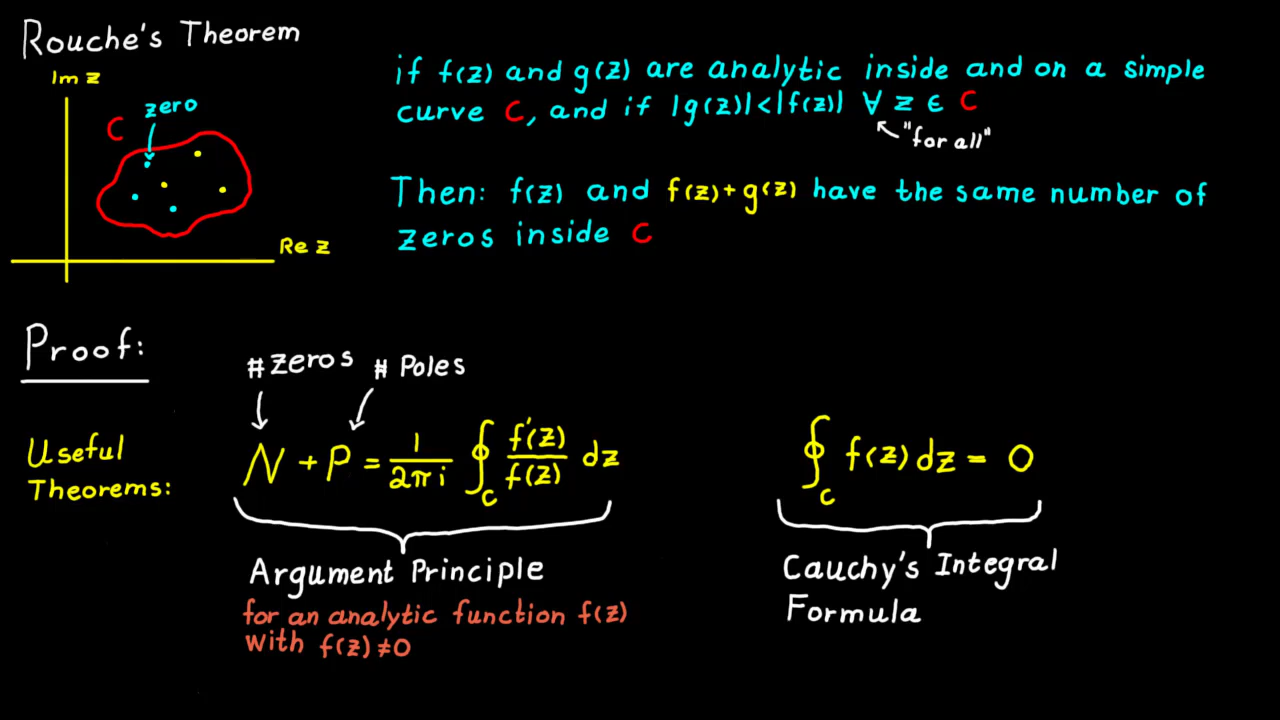 Rouche's Theorem
Im z
zero
C
Re z
if f(z) and g(z) are analytic inside and on a simple
curve C, and if |g(z)|<|f(z)| ∀ z ∈ C
"for all"
Then: f(z) and f(z)+g(z) have the same number of
zeros inside C
Proof:
#zeros # Poles
Useful
Theorems:
N + P = 1/2πi ∮_C f'(z)/f(z) dz
∮_C f(z)dz = 0
Argument Principle
for an analytic function f(z)
with f(z)≠0
Cauchy's Integral
Formula